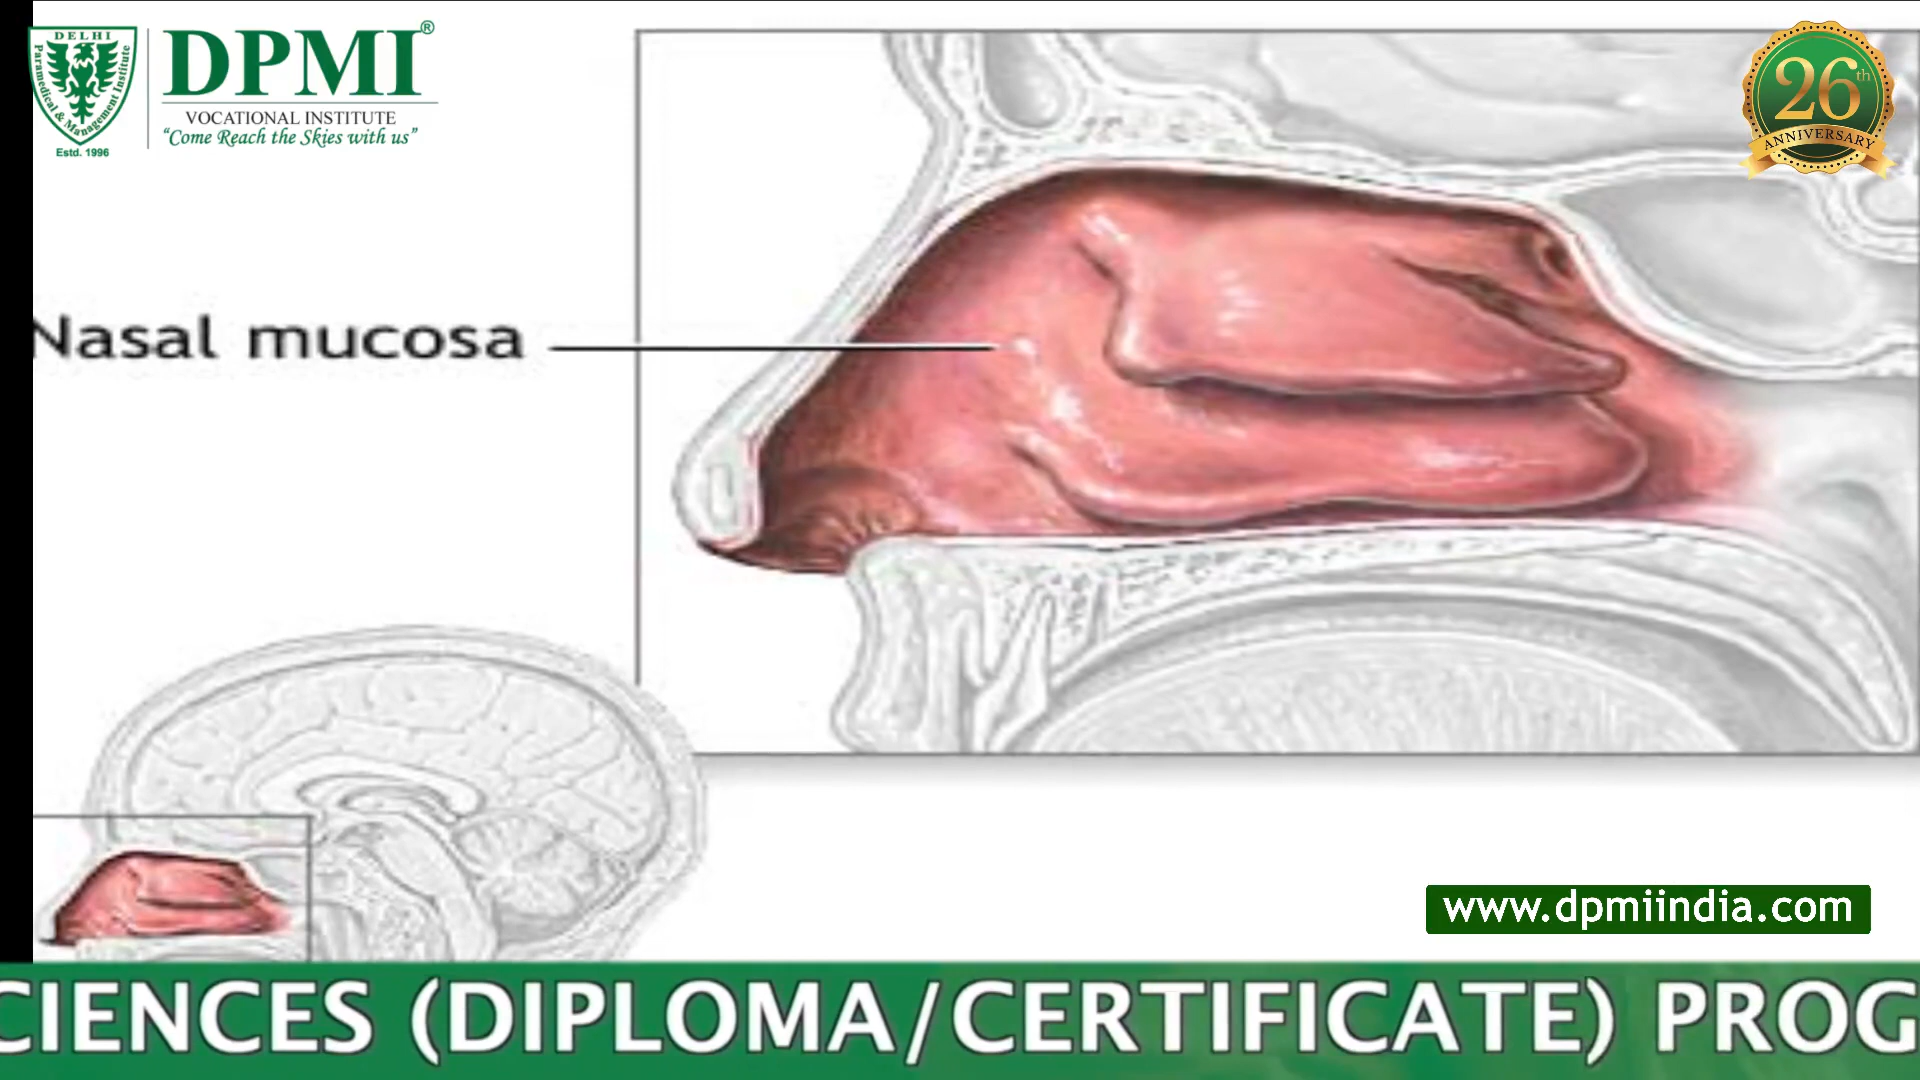 DELHI
Paramedical & Management Institute
Estd. 1996
DPMI®
VOCATIONAL INSTITUTE
“Come Reach the Skies with us”
26th
ANNIVERSARY
Nasal mucosa
www.dpmiindia.com
CIENCES (DIPLOMA/CERTIFICATE) PROG